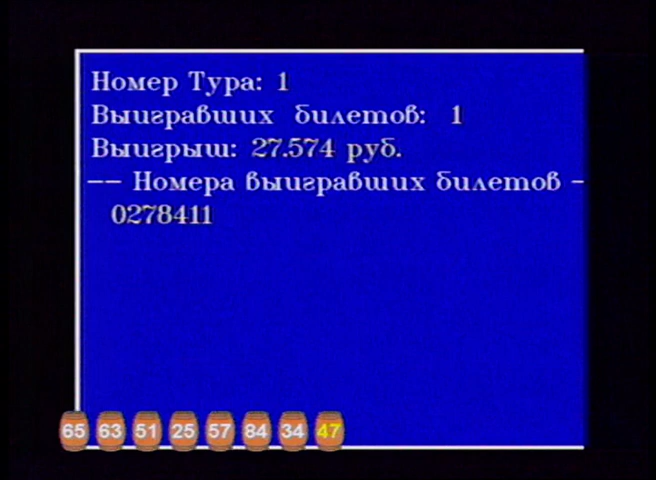 Номер Тура: 1
Выигравших билетов: 1
Выигрыш: 27.574 руб.
-- Номера выигравших билетов -
0278411
65 63 51 25 57 84 34 47